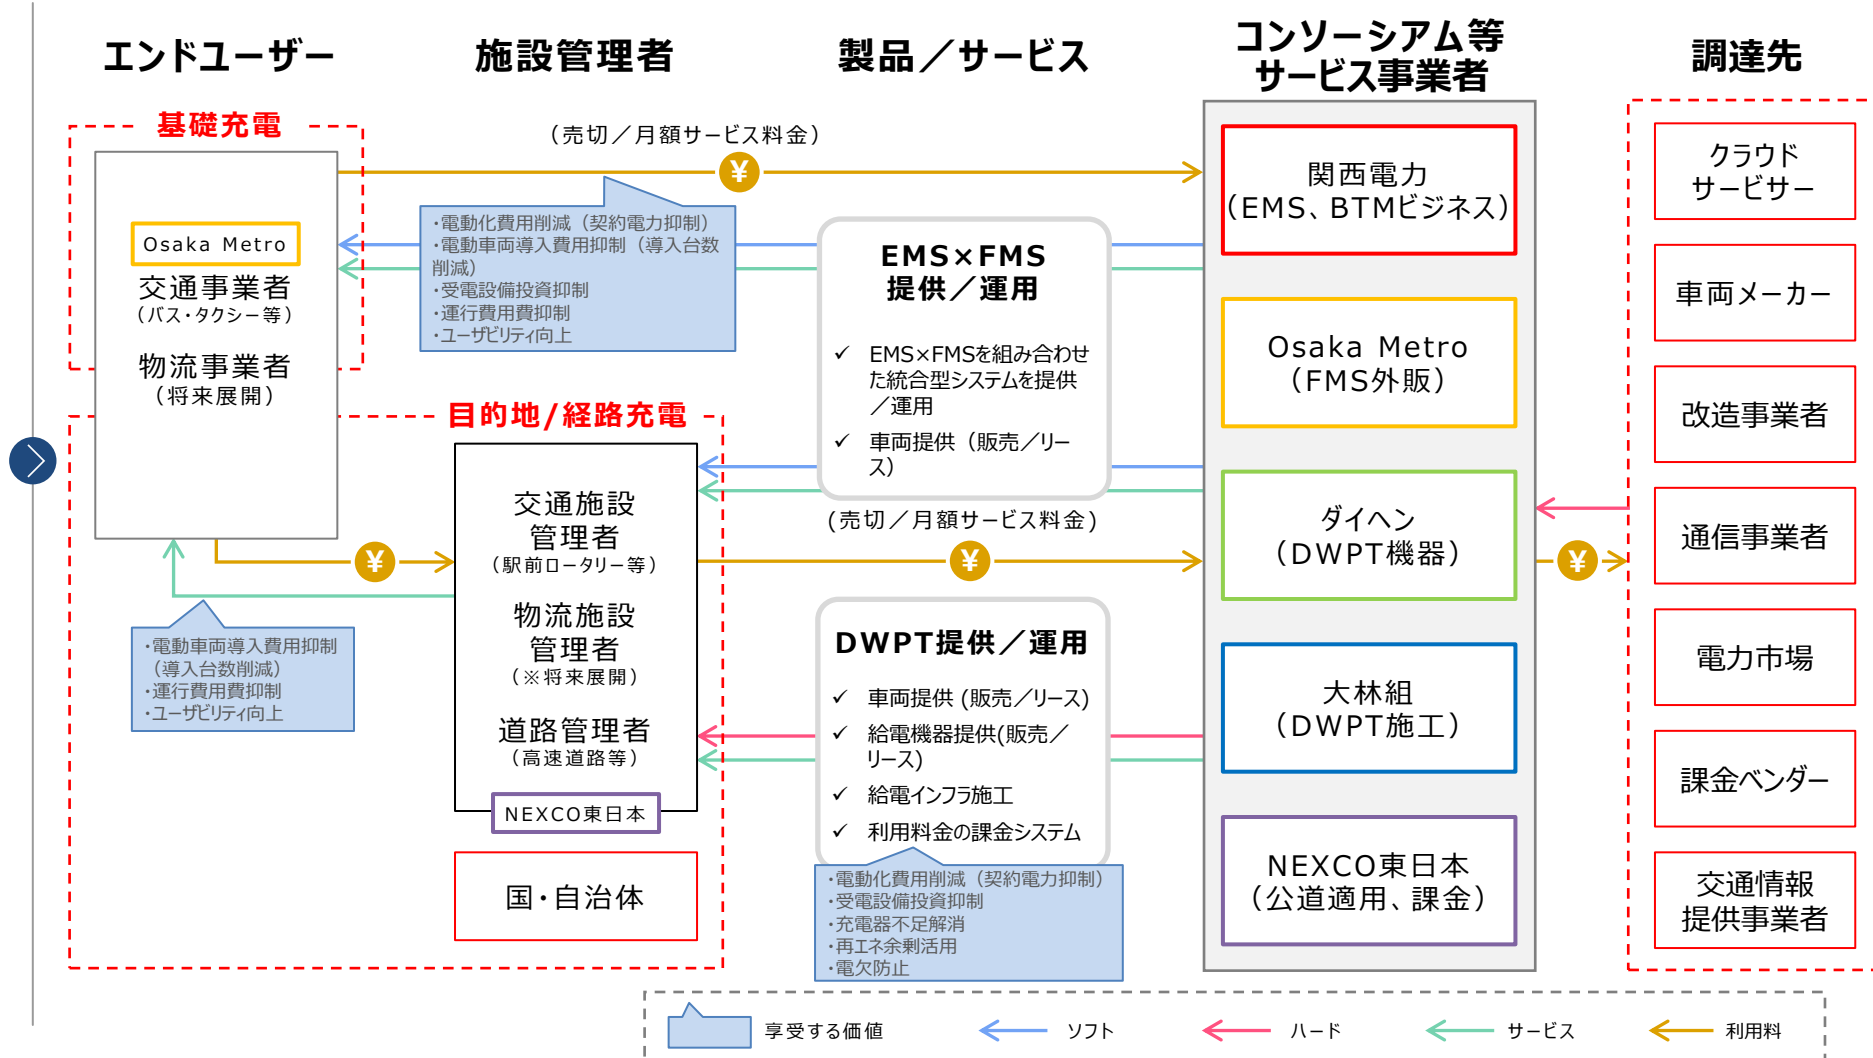 エンドユーザー
施設管理者
製品／サービス
コンソーシアム等
サービス事業者
調達先
基礎充電
Osaka Metro
交通事業者
（バス・タクシー等）
物流事業者
（将来展開）
（売切／月額サービス料金）
¥
・電動化費用削減（契約電力抑制）
・電動車両導入費用抑制（導入台数
削減）
・受電設備投資抑制
・運行費用費抑制
・ユーザビリティ向上
EMS×FMS
提供／運用
✓ EMS×FMSを組み合わせ
た統合型システムを提供
／運用
✓ 車両提供（販売／リー
ス）
目的地/経路充電
交通施設
管理者
（駅前ロータリー等）
物流施設
管理者
（※将来展開）
道路管理者
（高速道路等）
NEXCO東日本
国・自治体
¥
・電動車両導入費用抑制
（導入台数削減）
・運行費用費抑制
・ユーザビリティ向上
(売切／月額サービス料金)
¥
DWPT提供／運用
✓ 車両提供 (販売／リース)
✓ 給電機器提供(販売／
リース)
✓ 給電インフラ施工
✓ 利用料金の課金システム
・電動化費用削減（契約電力抑制）
・受電設備投資抑制
・充電器不足解消
・再エネ余剰活用
・電欠防止
関西電力
（EMS、BTMビジネス）
Osaka Metro
（FMS外販）
ダイヘン
（DWPT機器）
大林組
（DWPT施工）
NEXCO東日本
（公道適用、課金）
¥
クラウド
サービサー
車両メーカー
改造事業者
通信事業者
電力市場
課金ベンダー
交通情報
提供事業者
享受する価値
ソフト
ハード
サービス
利用料